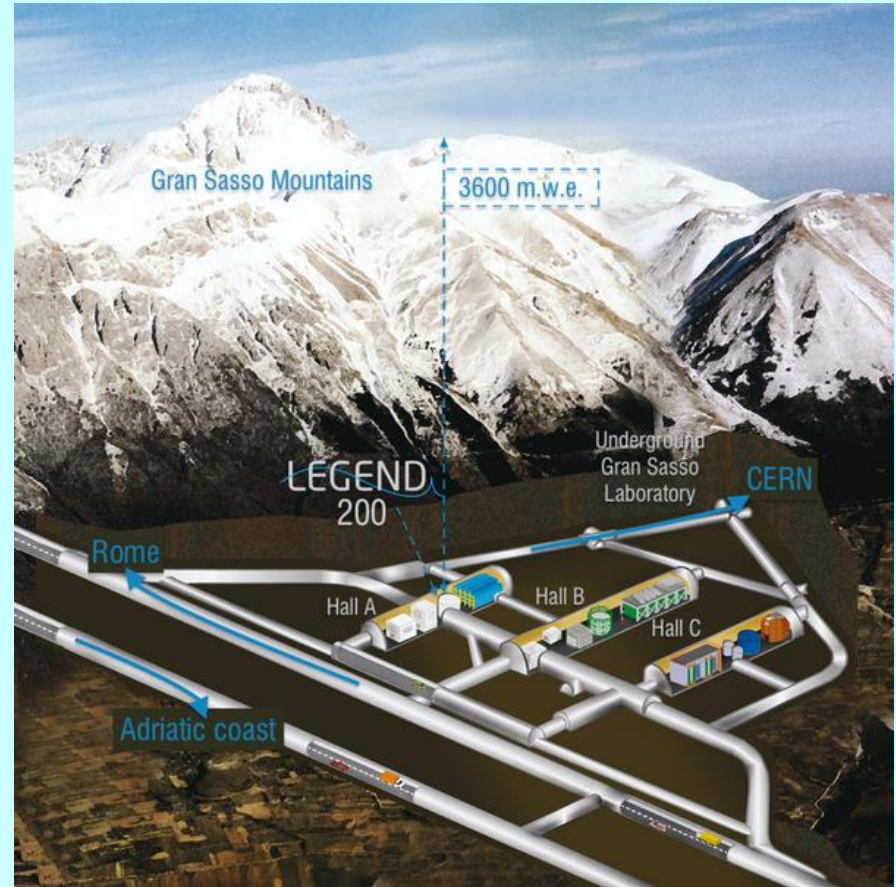 Gran Sasso Mountains
3600 m.w.e.
Underground
Gran Sasso
Laboratory
LEGEND
200
CERN
Rome
Hall A
Hall B
Hall C
Adriatic coast